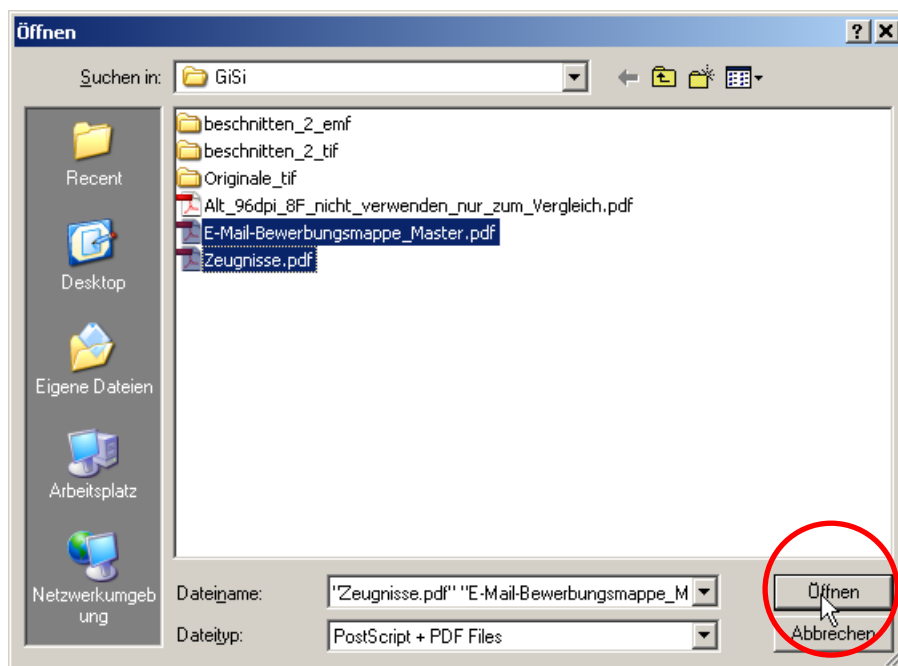 Öffnen
Suchen in: GiSi
Recent
Desktop
Eigene Dateien
Arbeitsplatz
Netzwerkumgeb
ung
beschnitten_2_emf
beschnitten_2_tif
Originale_tif
Alt_96dpi_8F_nicht_verwenden_nur_zum_Vergleich.pdf
E-Mail-Bewerbungsmappe_Master.pdf
Zeugnisse.pdf
Dateiname: "Zeugnisse.pdf" "E-Mail-Bewerbungsmappe_M Öffnen
Dateityp: PostScript + PDF Files Abbrechen